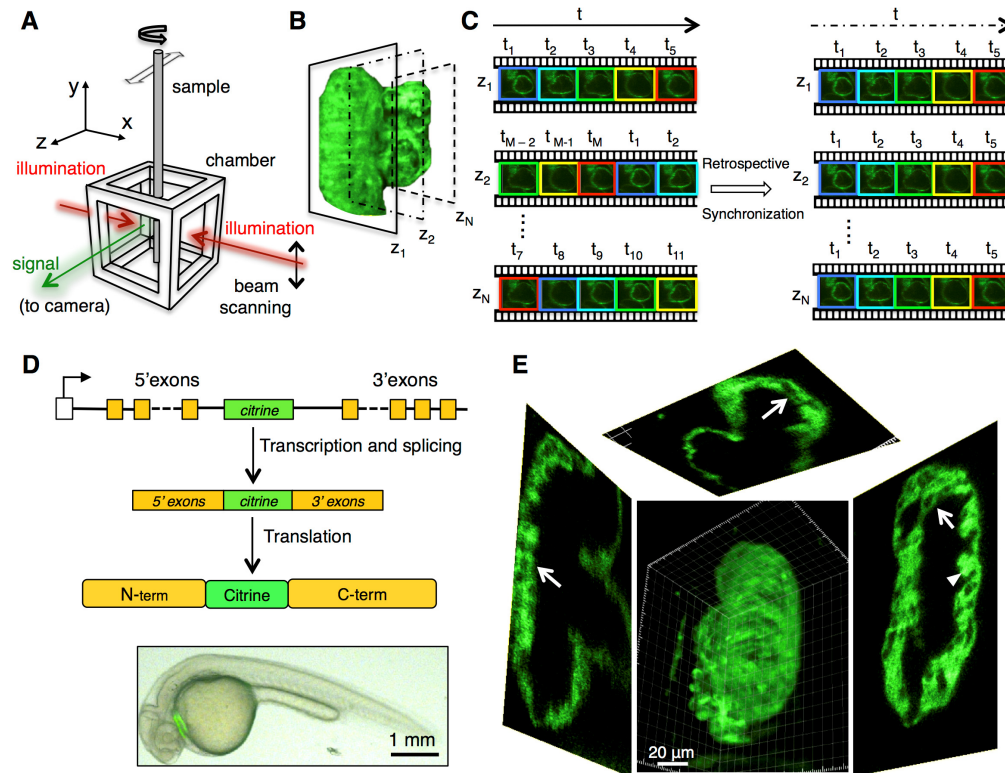 A
sample
y
x
z
illumination
chamber
illumination
signal
(to camera)
beam
scanning
B
z1
z2
zN
C
t
t1 t2 t3 t4 t5
z1
tM – 2 tM-1 tM t1 t2
z2
t7 t8 t9 t10 t11
zN
Retrospective
Synchronization
t
t1 t2 t3 t4 t5
z1
t1 t2 t3 t4 t5
z2
t1 t2 t3 t4 t5
zN
D
5'exons 3'exons
citrine
Transcription and splicing
5' exons citrine 3' exons
Translation
N-term Citrine C-term
1 mm
E
20 µm